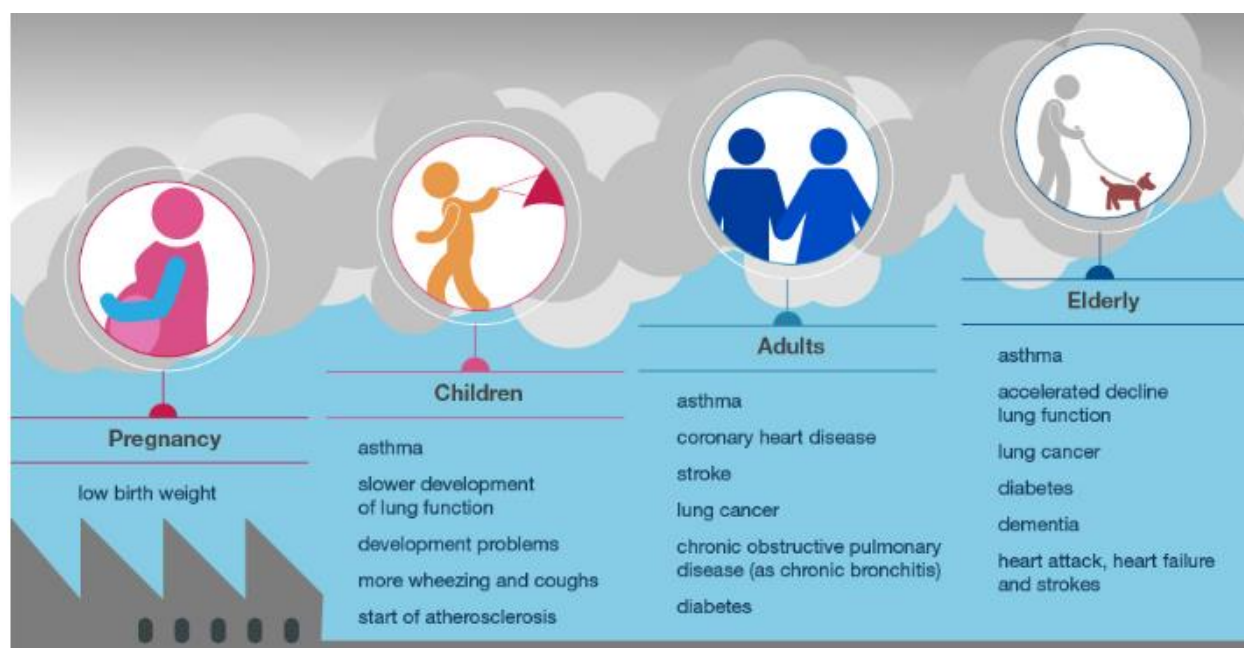 Pregnancy
low birth weight
Children
asthma
slower development
of lung function
development problems
more wheezing and coughs
start of atherosclerosis
Adults
asthma
coronary heart disease
stroke
lung cancer
chronic obstructive pulmonary
disease (as chronic bronchitis)
diabetes
Elderly
asthma
accelerated decline
lung function
lung cancer
diabetes
dementia
heart attack, heart failure
and strokes